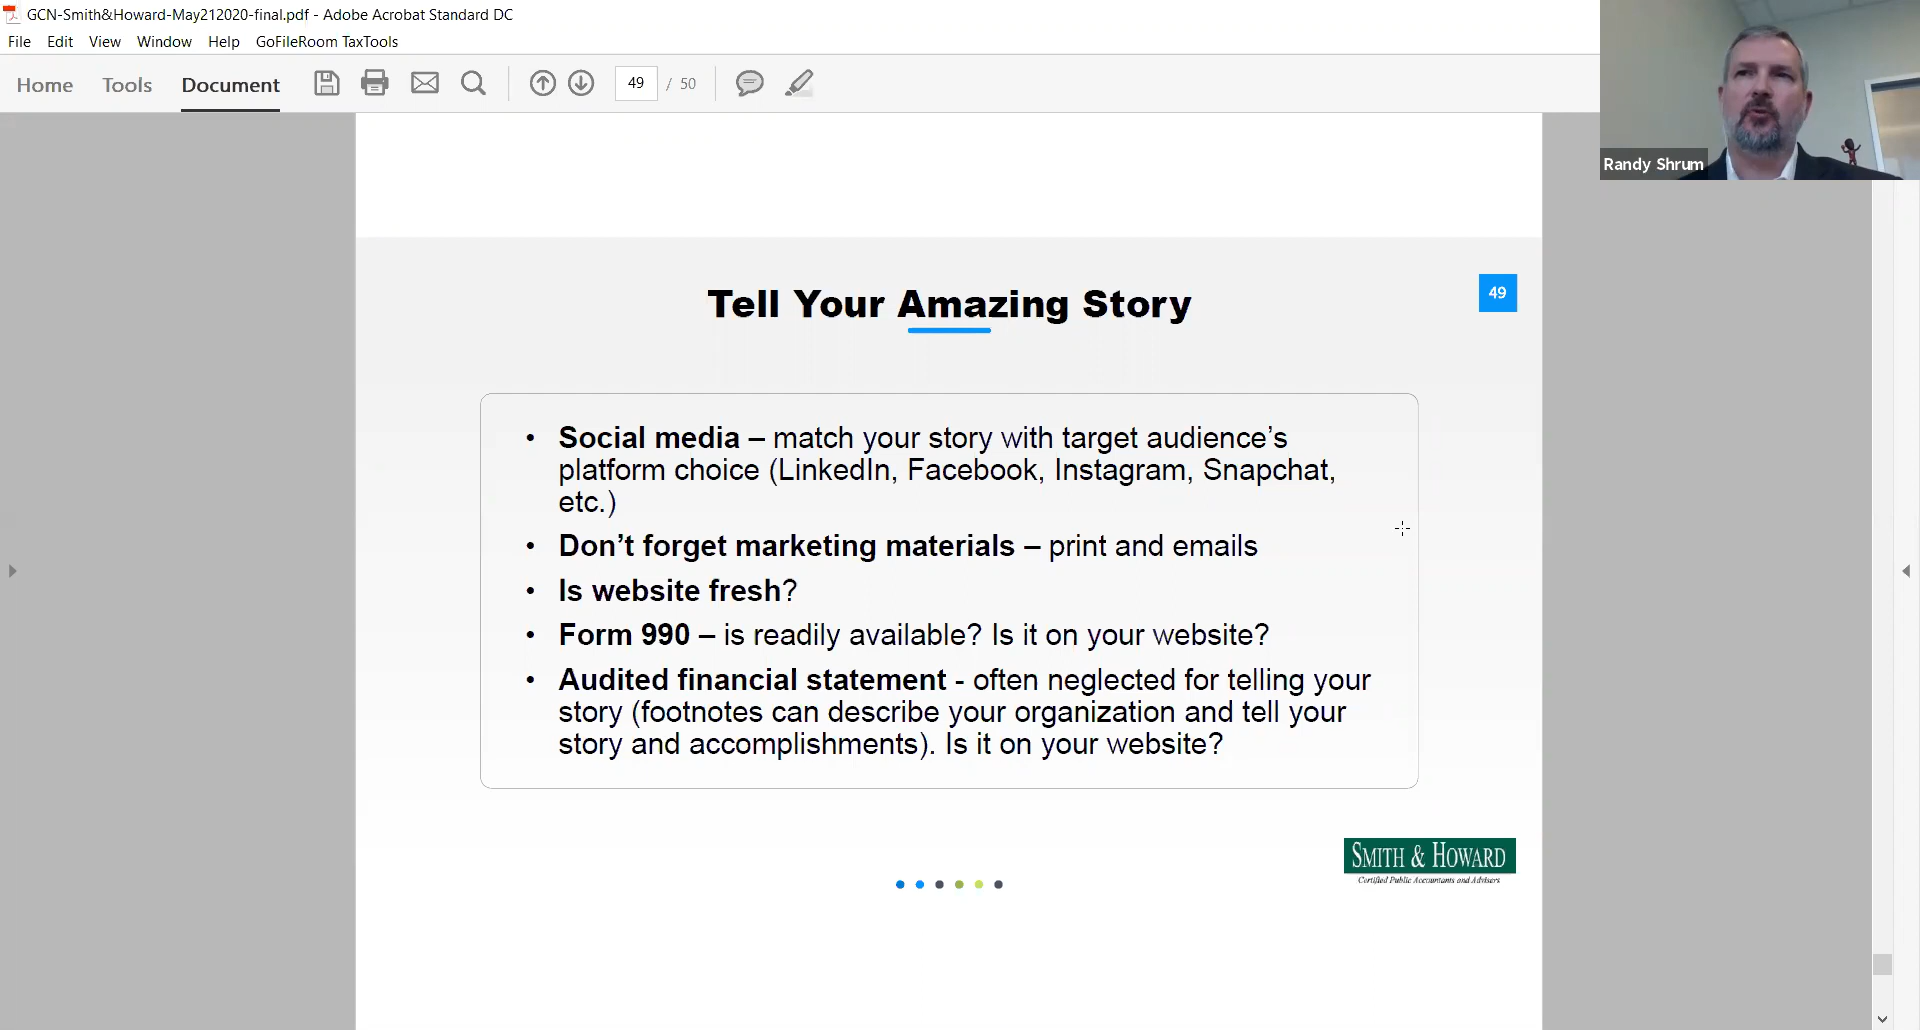 GCN-Smith&Howard-May212020-final.pdf - Adobe Acrobat Standard DC
File Edit View Window Help GoFileRoom TaxTools
Home Tools Document 49 / 50
Randy Shrum
Tell Your Amazing Story
49
• Social media – match your story with target audience’s
platform choice (LinkedIn, Facebook, Instagram, Snapchat,
etc.)
• Don’t forget marketing materials – print and emails
• Is website fresh?
• Form 990 – is readily available? Is it on your website?
• Audited financial statement - often neglected for telling your
story (footnotes can describe your organization and tell your
story and accomplishments). Is it on your website?
SMITH & HOWARD
Certified Public Accountants and Advisors